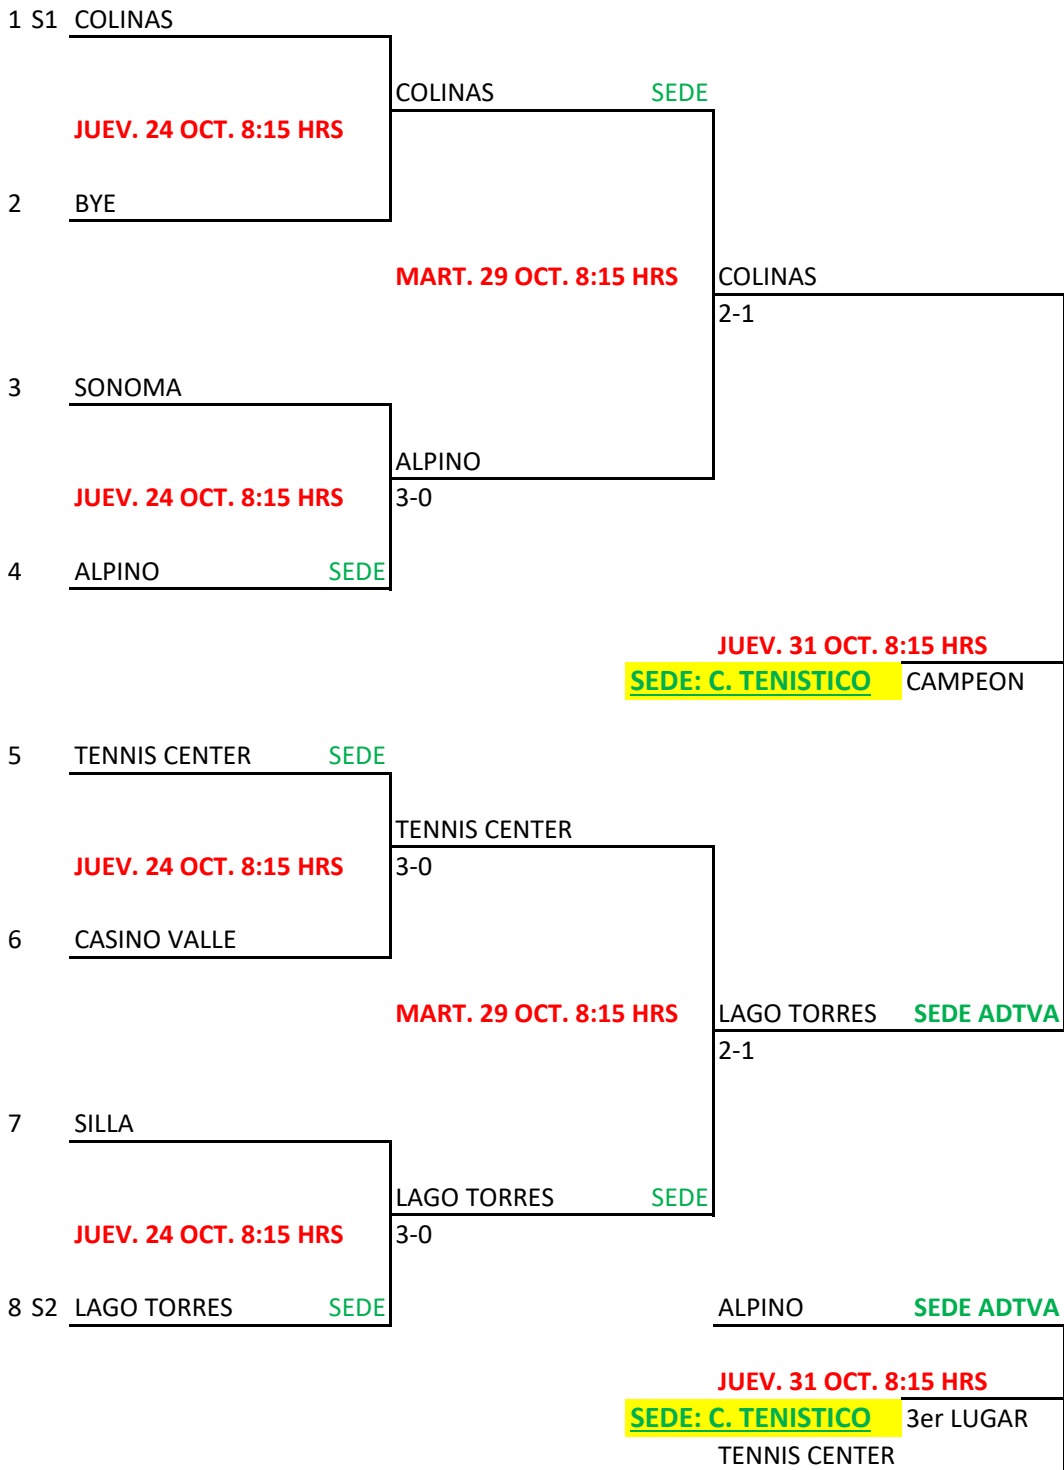 1 S1 COLINAS
COLINAS SEDE
JUEV. 24 OCT. 8:15 HRS
2 BYE
MART. 29 OCT. 8:15 HRS COLINAS
2-1
3 SONOMA
ALPINO
JUEV. 24 OCT. 8:15 HRS 3-0
4 ALPINO SEDE
JUEV. 31 OCT. 8:15 HRS
SEDE: C. TENISTICO CAMPEON
5 TENNIS CENTER SEDE
TENNIS CENTER
JUEV. 24 OCT. 8:15 HRS 3-0
6 CASINO VALLE
MART. 29 OCT. 8:15 HRS LAGO TORRES SEDE ADTVA
2-1
7 SILLA
LAGO TORRES SEDE
JUEV. 24 OCT. 8:15 HRS 3-0
8 S2 LAGO TORRES SEDE ALPINO SEDE ADTVA
JUEV. 31 OCT. 8:15 HRS
SEDE: C. TENISTICO 3er LUGAR
TENNIS CENTER